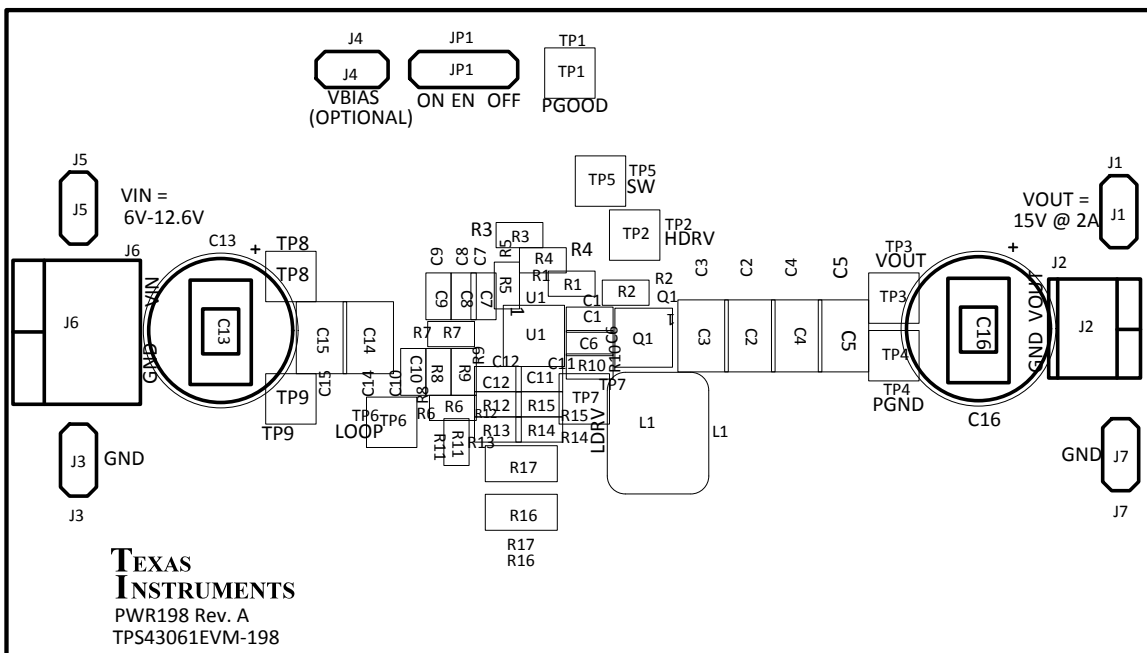 J4
J4
VBIAS
(OPTIONAL)
JP1
JP1
ON EN OFF
TP1
TP1
PGOOD
TP5
TP5
SW
TP2
TP2
HDRV
J5
J5
VIN =
6V-12.6V
J1
J1
VOUT =
15V @ 2A
J6
J6
VIN
GND
C13
+
C13
TP8
TP8
C15
C15
C14
C14
TP9
TP9
R3
R3
R4
R4
R5
R5
R1
R1
R2
R2
C9
C9
C8
C8
C7
C7
U1
U1
1
C1
C1
C6
C6
Q1
Q1
1
R7
R7
C10
C10
R8
R8
R9
R9
R10
R10
C12
C12
C11
C11
R12
R12
R15
R15
R13
R13
R14
R14
R6
R6
R11
R11
TP6
TP6
LOOP
TP7
TP7
LDRV
L1
L1
R17
R16
R17
R16
C3
C3
C2
C2
C4
C4
C5
C5
TP3
VOUT
TP3
TP4
TP4
PGND
+
C16
C16
VOUT
GND
J2
J2
J3
GND
J3
GND
J7
J7
TEXAS
INSTRUMENTS
PWR198 Rev. A
TPS43061EVM-198